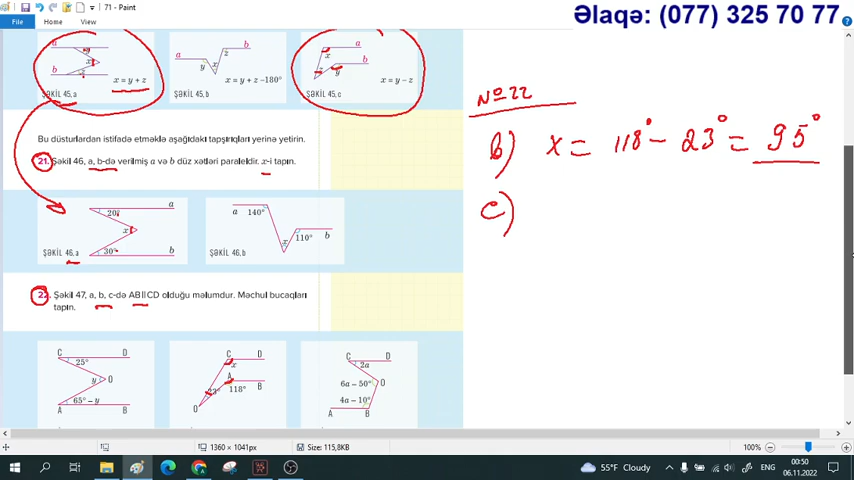 71 - Paint
Əlaqə: (077) 325 70 77
File
Home
View
a
b
x
x = y + z
ŞƏKİL 45, a
a
b
y
x
z
x = y + z –180°
ŞƏKİL 45, b
a
b
x
y
z
x = y – z
ŞƏKİL 45, c
Bu düsturlardan istifadə etməklə aşağıdakı tapşırıqları yerinə yetirin.
21. Şəkil 46, a, b-də verilmiş a və b düz xətləri paraleldir. x-i tapın.
a
20°
x
30°
b
ŞƏKİL 46, a
a
140°
x
110°
b
ŞƏKİL 46, b
22. Şəkil 47, a, b, c-də AB||CD olduğu məlumdur. Məchul bucaqları
tapın.
C
D
25°
y
O
65° – y
A
B
C
D
x
A
B
23°
118°
O
C
D
2a
6a – 50°
O
4a – 10°
A
B
№22
b) x = 118° – 23° = 95°
c)
1360 × 1041px
Size: 115,8KB
100%
55°F Cloudy
ENG
00:50
06.11.2022